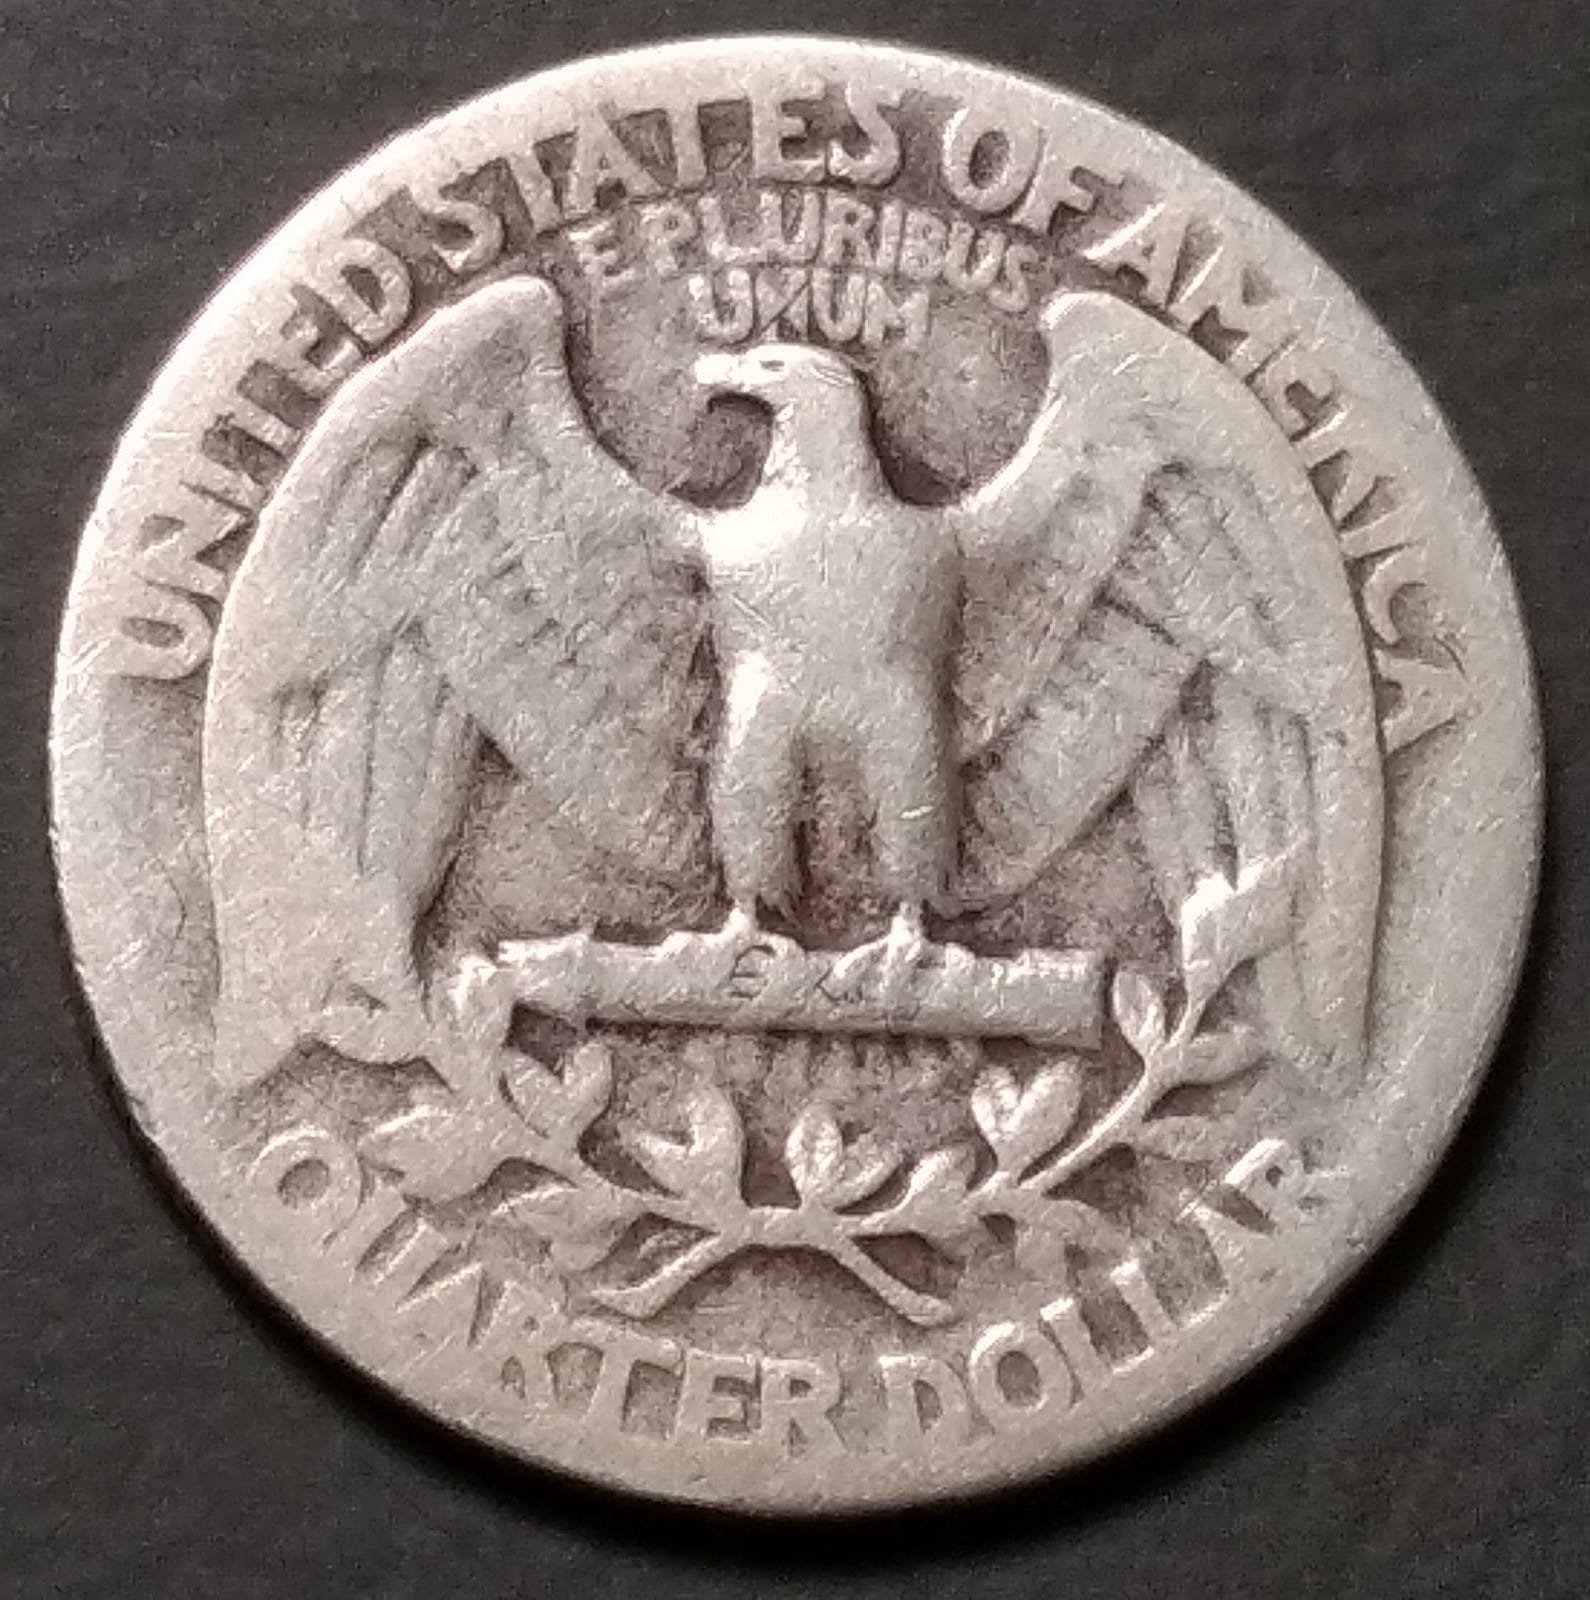 UNITED STATES OF AMERICA
E PLURIBUS
UNUM
QUARTER DOLLAR